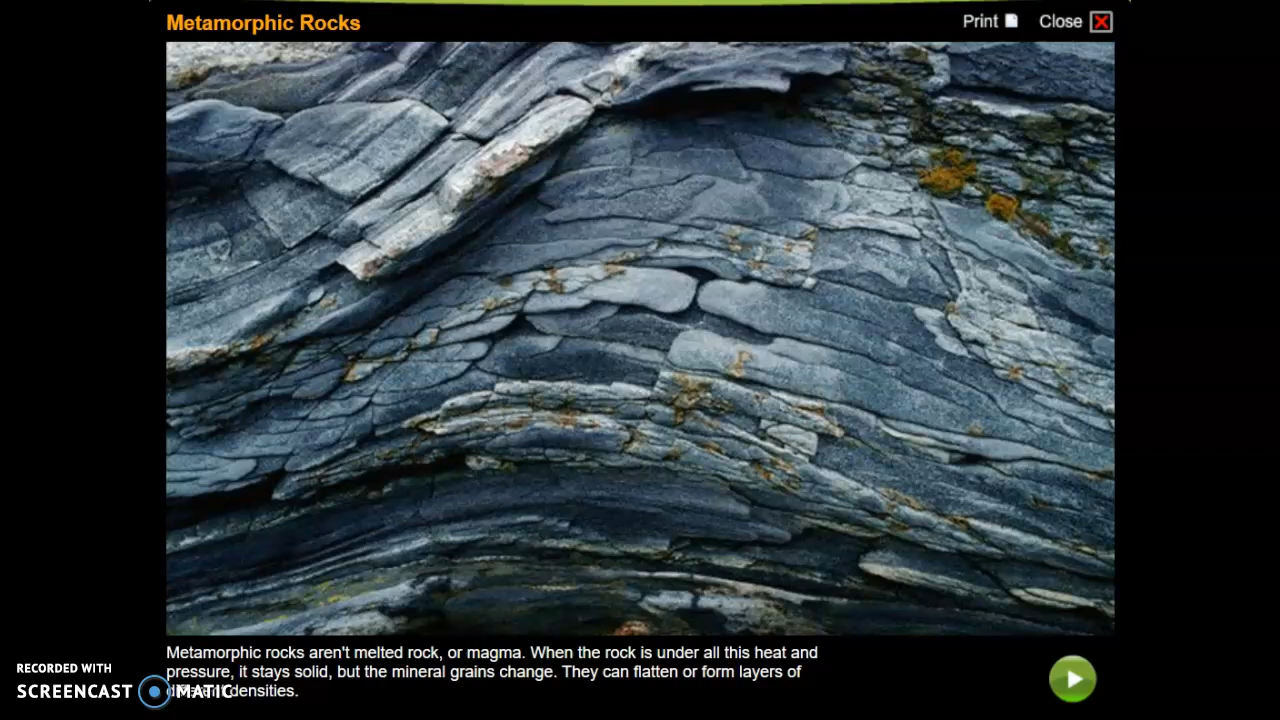 Metamorphic Rocks
Print
Close
Metamorphic rocks aren't melted rock, or magma. When the rock is under all this heat and
pressure, it stays solid, but the mineral grains change. They can flatten or form layers of
densities.
RECORDED WITH
SCREENCAST MATIC